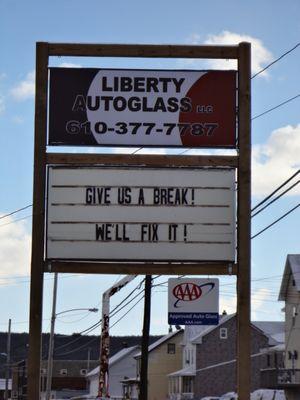 LIBERTY
AUTOGLASS LLC
610-377-7787
GIVE US A BREAK!
WE'LL FIX IT!
AAA
Approved Auto Glass